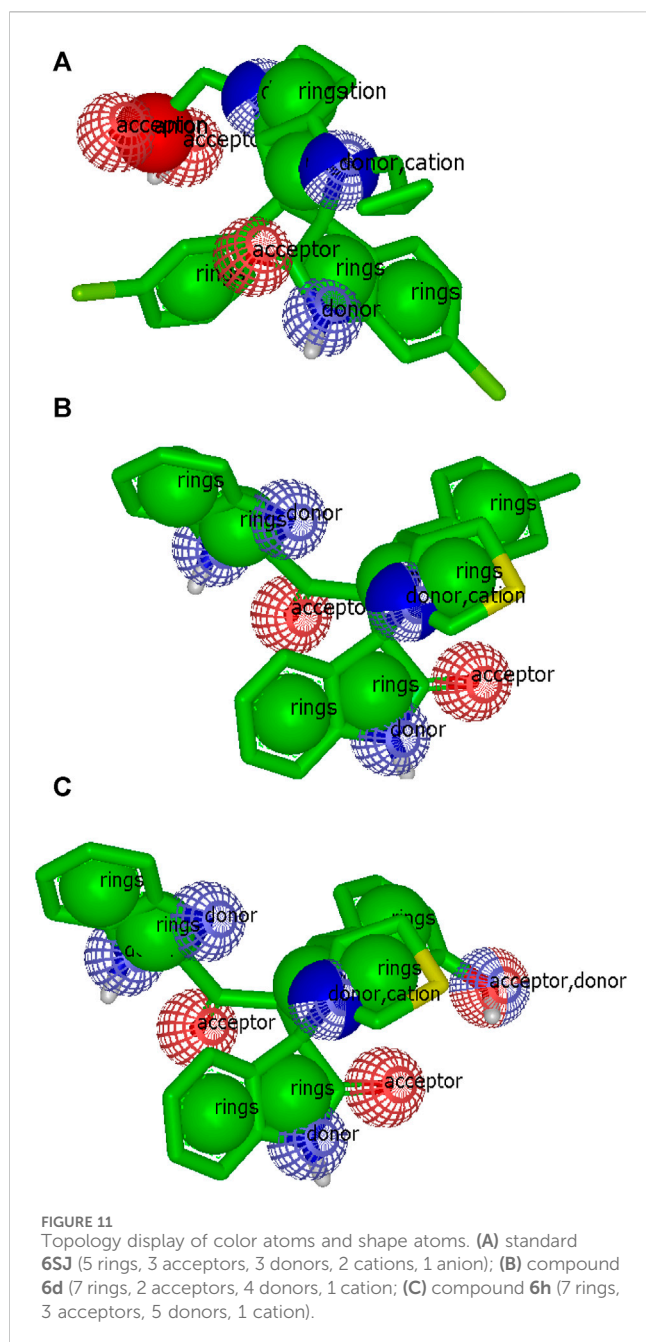 A
ringsation
acceptor
acceptor
donor,cation
acceptor
rings
rings
rings
donor
B
rings
rings
donor
rings
rings
donor,cation
acceptor
rings
acceptor
rings
donor
C
rings
rings
donor
rings
rings
acceptor,donor
donor,cation
acceptor
rings
rings
acceptor
donor
FIGURE 11
Topology display of color atoms and shape atoms. (A) standard
6SJ (5 rings, 3 acceptors, 3 donors, 2 cations, 1 anion); (B) compound
6d (7 rings, 2 acceptors, 4 donors, 1 cation; (C) compound 6h (7 rings,
3 acceptors, 5 donors, 1 cation).